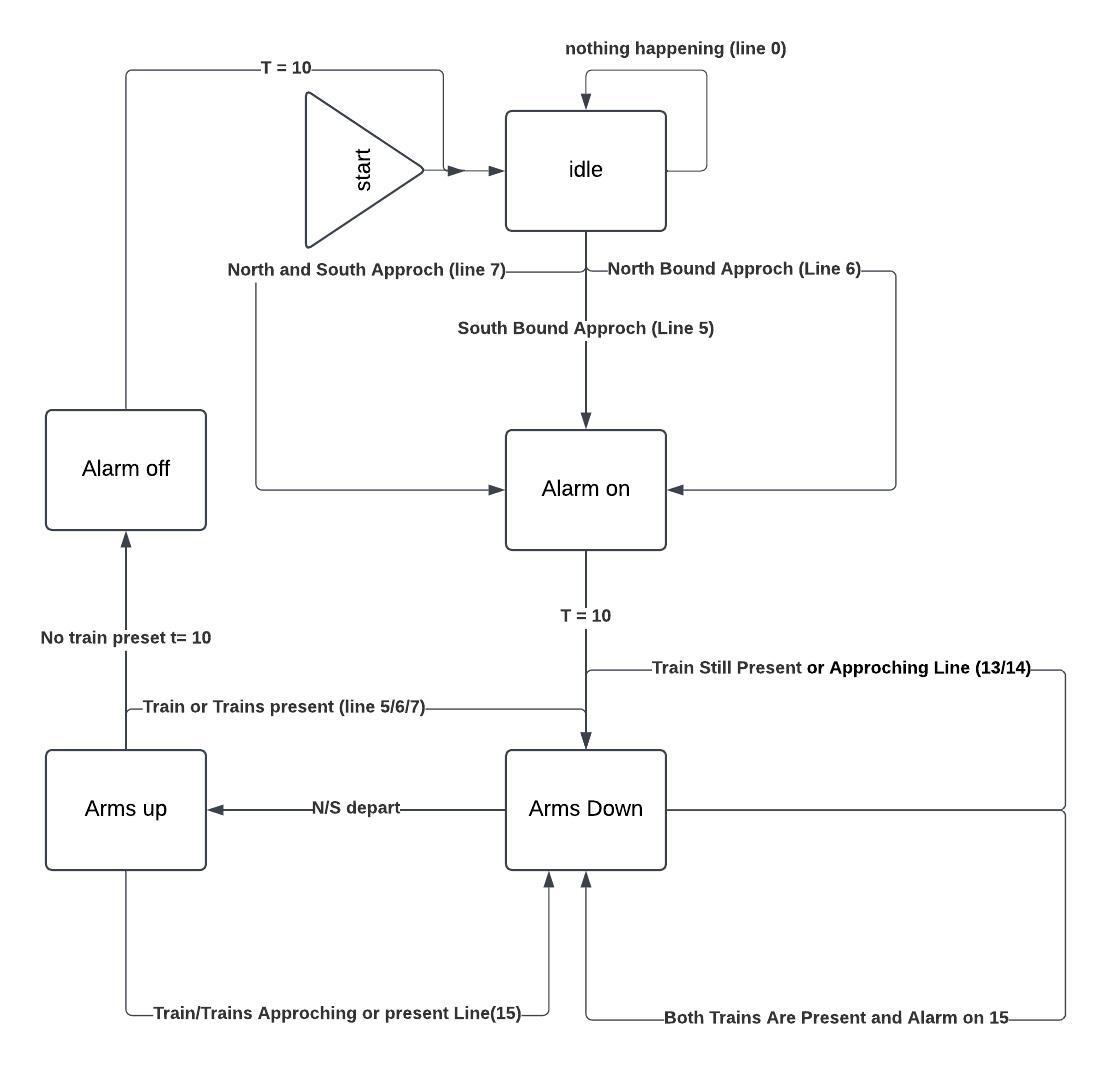 nothing happening (line 0)
T = 10
start
idle
North and South Approch (line 7)
North Bound Approch (Line 6)
South Bound Approch (Line 5)
Alarm off
Alarm on
T = 10
No train preset t= 10
Train Still Present or Approching Line (13/14)
Train or Trains present (line 5/6/7)
Arms up
N/S depart
Arms Down
Train/Trains Approching or present Line(15)
Both Trains Are Present and Alarm on 15